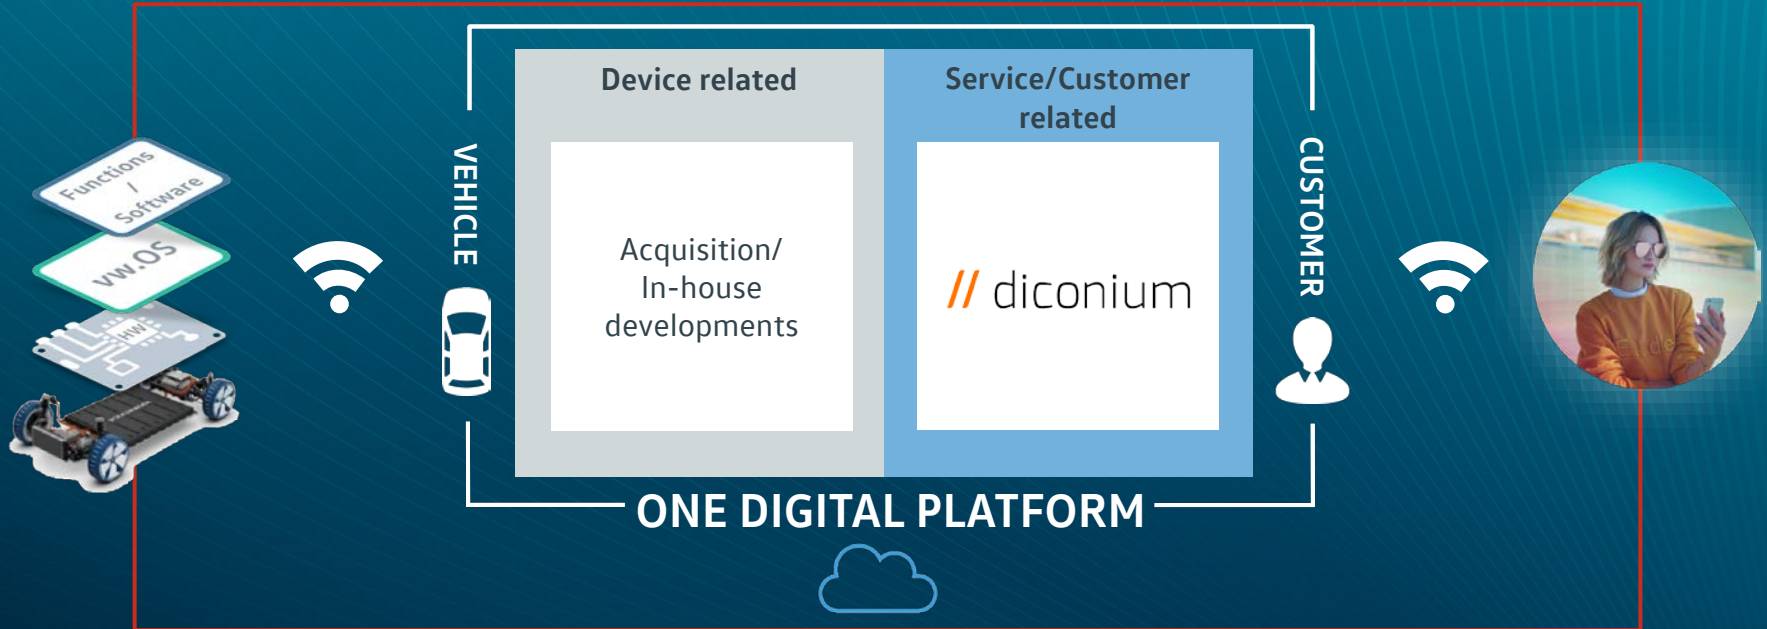 Device related
Service/Customer
related
Functions
/
Software
vw.OS
HW
VEHICLE
Acquisition/
In-house
developments
// diconium
CUSTOMER
ONE DIGITAL PLATFORM